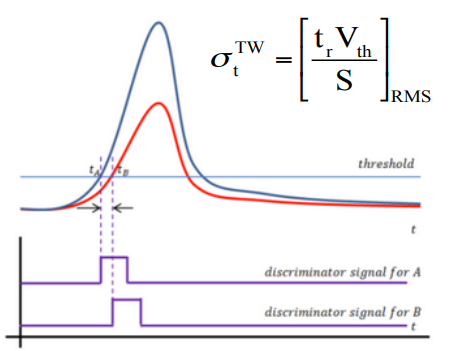 σ_t^TW = [t_r V_th / S]_RMS
threshold
t_A t_B
t
discriminator signal for A
discriminator signal for B
t